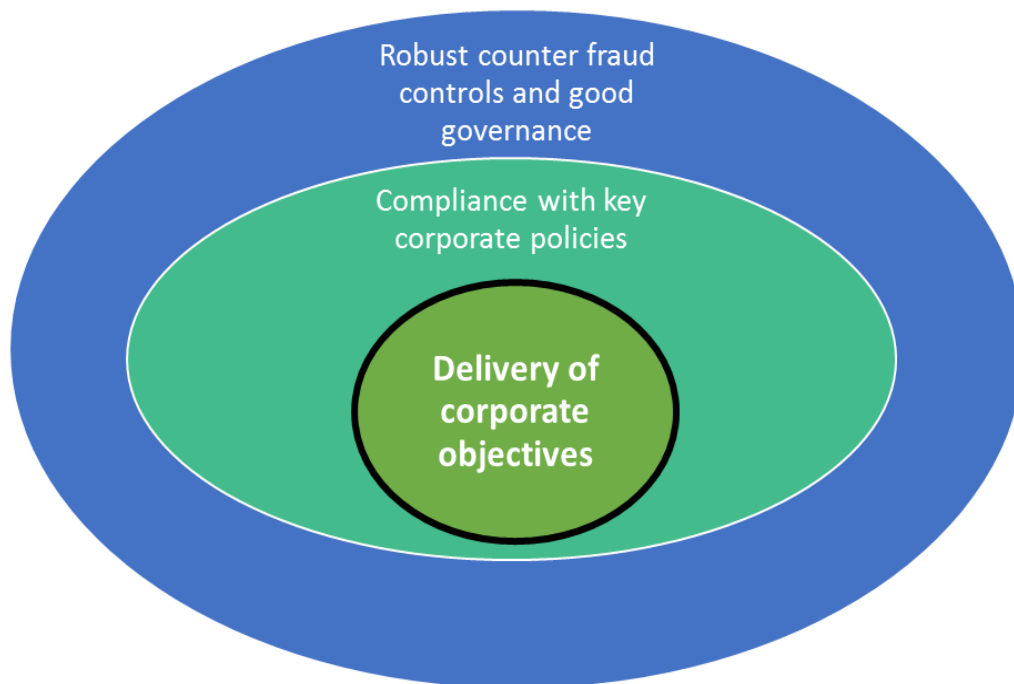 Robust counter fraud
controls and good
governance
Compliance with key
corporate policies
Delivery of
corporate
objectives